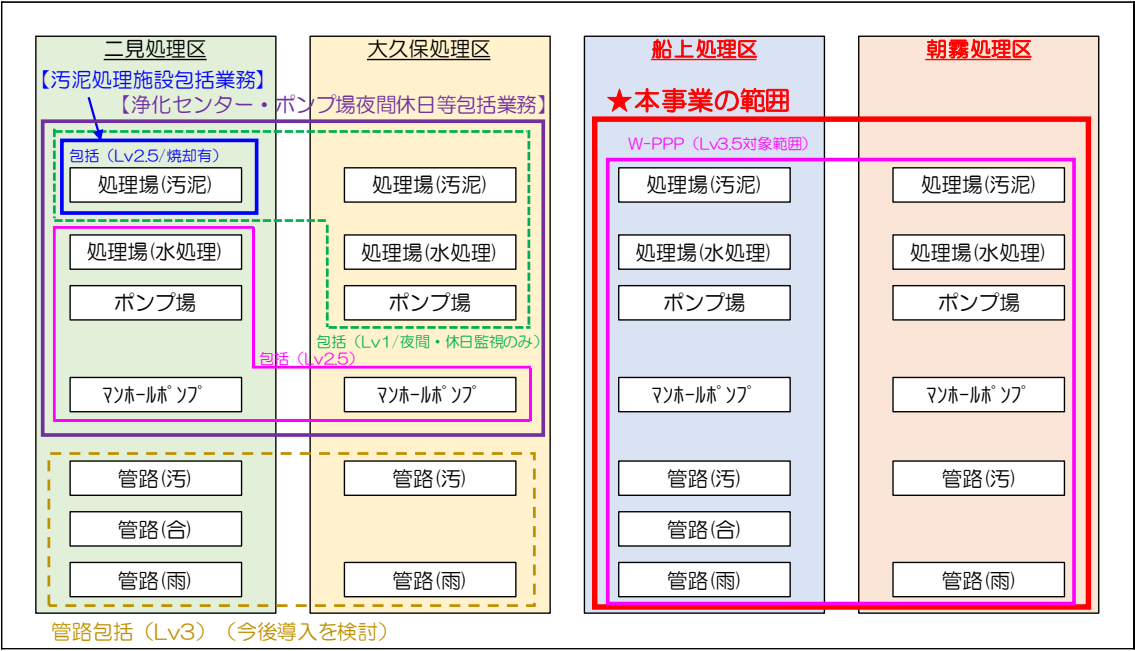 二見処理区
大久保処理区
船上処理区
朝霧処理区
【汚泥処理施設包括業務】
【浄化センター・ポンプ場夜間休日等包括業務】
★本事業の範囲
W-PPP（Lv3.5対象範囲）
包括（Lv2.5/焼却有）
処理場(汚泥)
処理場(汚泥)
処理場(汚泥)
処理場(汚泥)
処理場(水処理)
処理場(水処理)
処理場(水処理)
処理場(水処理)
ポンプ場
ポンプ場
ポンプ場
ポンプ場
包括（Lv1/夜間・休日監視のみ）
包括（Lv2.5）
ﾏﾝﾎｰﾙﾎﾟﾝﾌﾟ
ﾏﾝﾎｰﾙﾎﾟﾝﾌﾟ
ﾏﾝﾎｰﾙﾎﾟﾝﾌﾟ
ﾏﾝﾎｰﾙﾎﾟﾝﾌﾟ
管路(汚)
管路(汚)
管路(汚)
管路(汚)
管路(合)
管路(合)
管路(雨)
管路(雨)
管路(雨)
管路(雨)
管路包括（Lv3）（今後導入を検討）